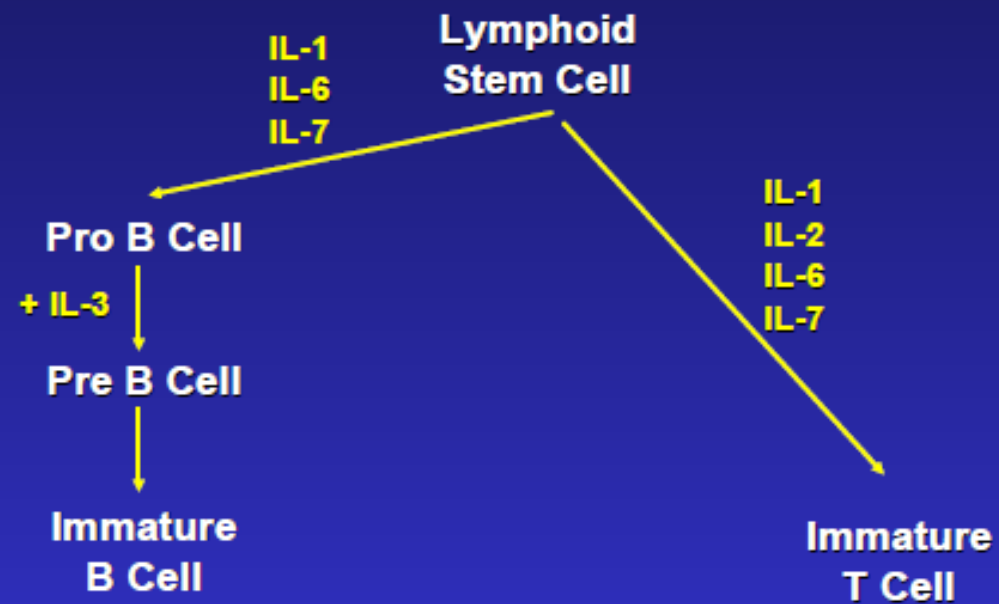 Lymphoid
Stem Cell
IL-1
IL-6
IL-7
IL-1
IL-2
IL-6
IL-7
Pro B Cell
+ IL-3
Pre B Cell
Immature
B Cell
Immature
T Cell